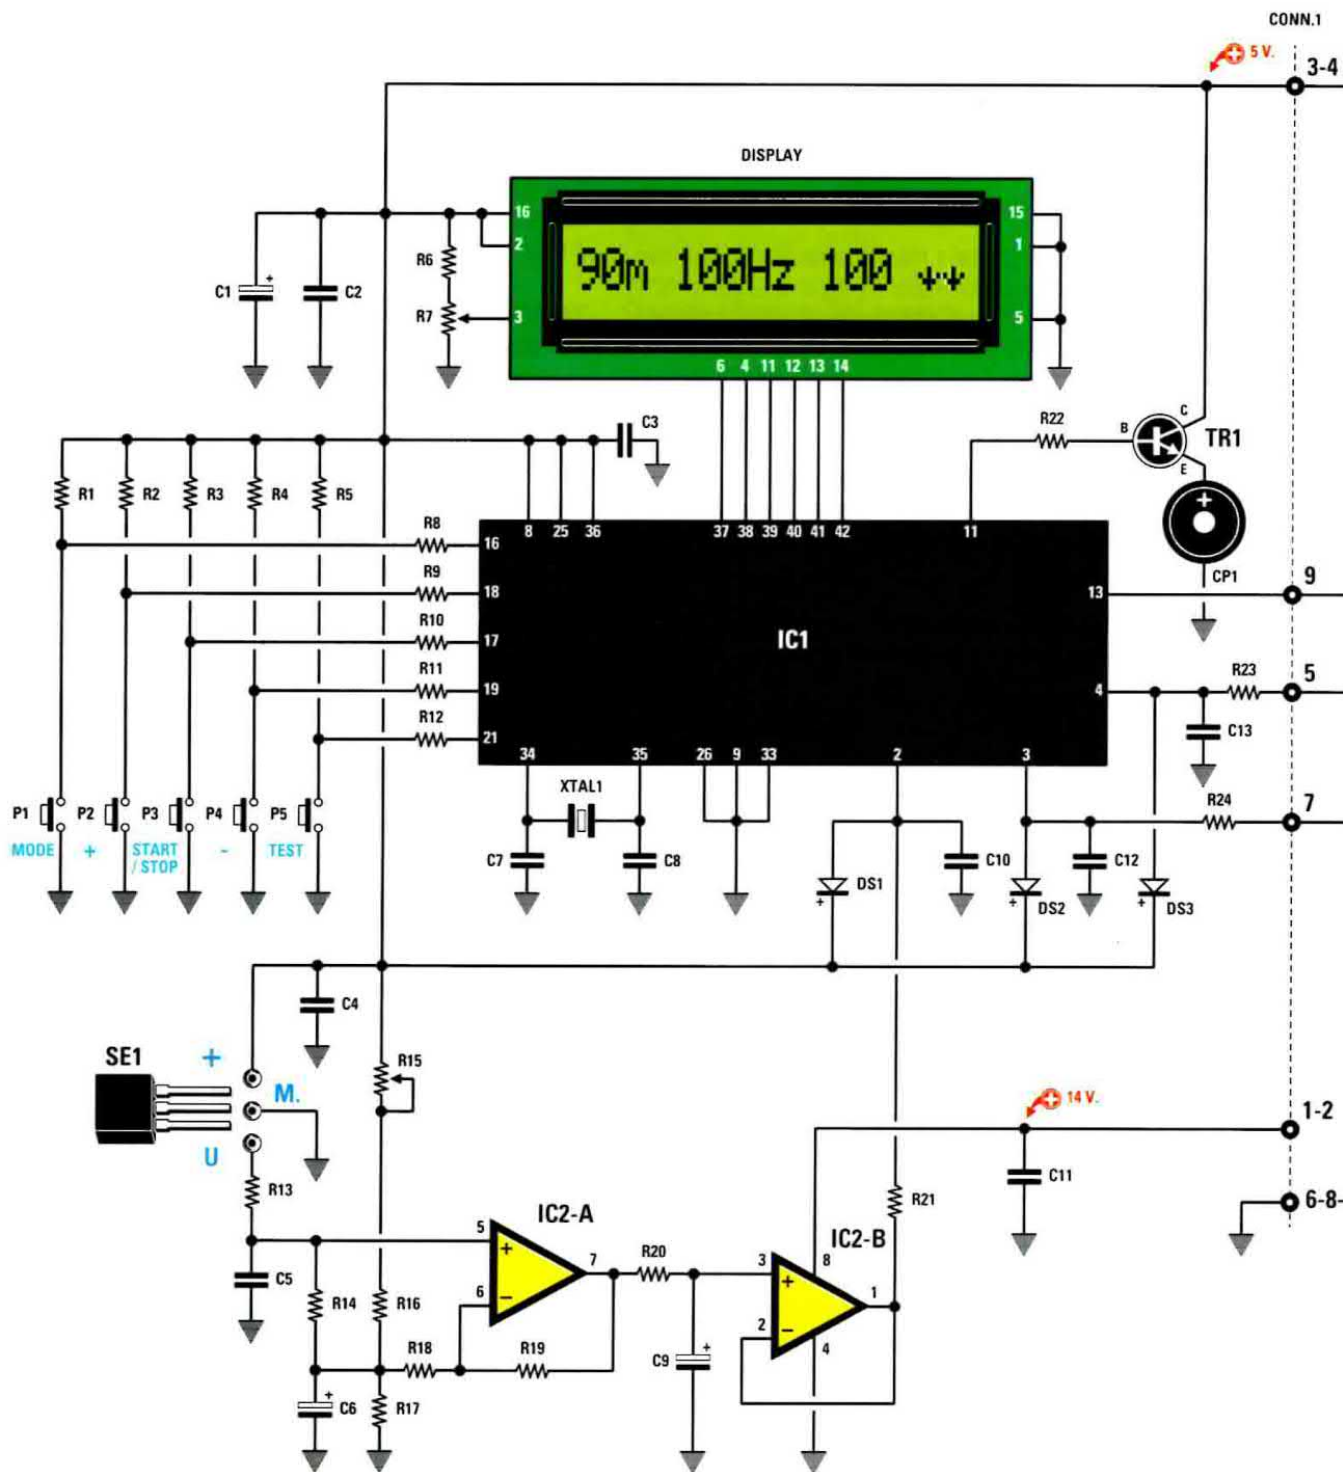 CONN.1
5 V.
3-4
DISPLAY
16
15
2
1
90m 100Hz 100
3
5
6 4 11 12 13 14
C1
+
C2
R6
R7
C3
R22
B
C
E
TR1
R1
R2
R3
R4
R5
8
25
36
37
38
39
40
41
42
11
+
CP1
R8
16
R9
18
R10
17
R11
19
R12
21
IC1
13
9
4
R23
5
C13
34
35
26
9
33
2
3
XTAL1
R24
7
P1
P2
P3
P4
P5
MODE
+
START
/ STOP
-
TEST
C7
C8
DS1
+
C10
DS2
+
C12
DS3
+
C4
SE1
+
M.
U
R15
14 V.
1-2
C11
6-8-
R13
R21
IC2-A
5
+
6
−
7
R20
IC2-B
3
+
2
−
8
1
4
C5
R14
R16
R18
R19
C9
+
C6
+
R17